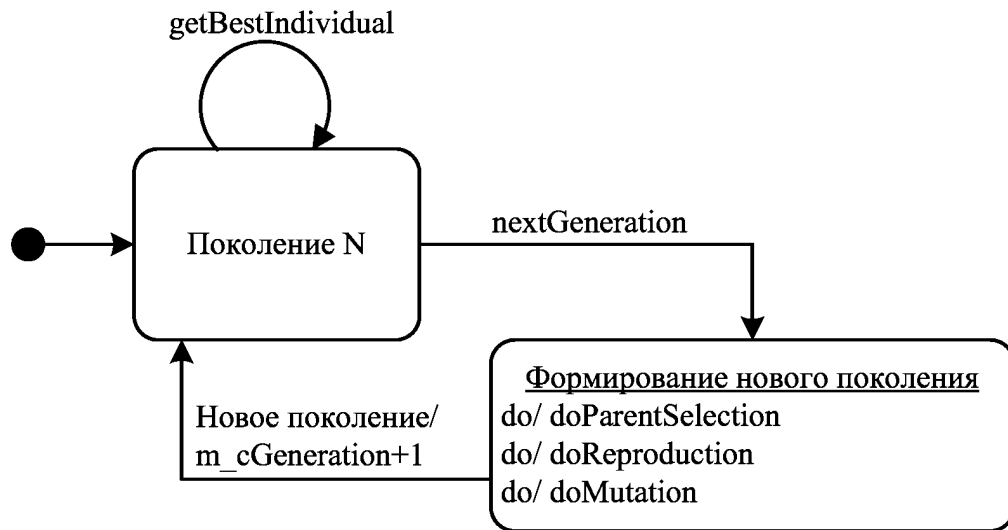 getBestIndividual
Поколение N
nextGeneration
Формирование нового поколения
do/ doParentSelection
do/ doReproduction
do/ doMutation
Новое поколение/
m_cGeneration+1